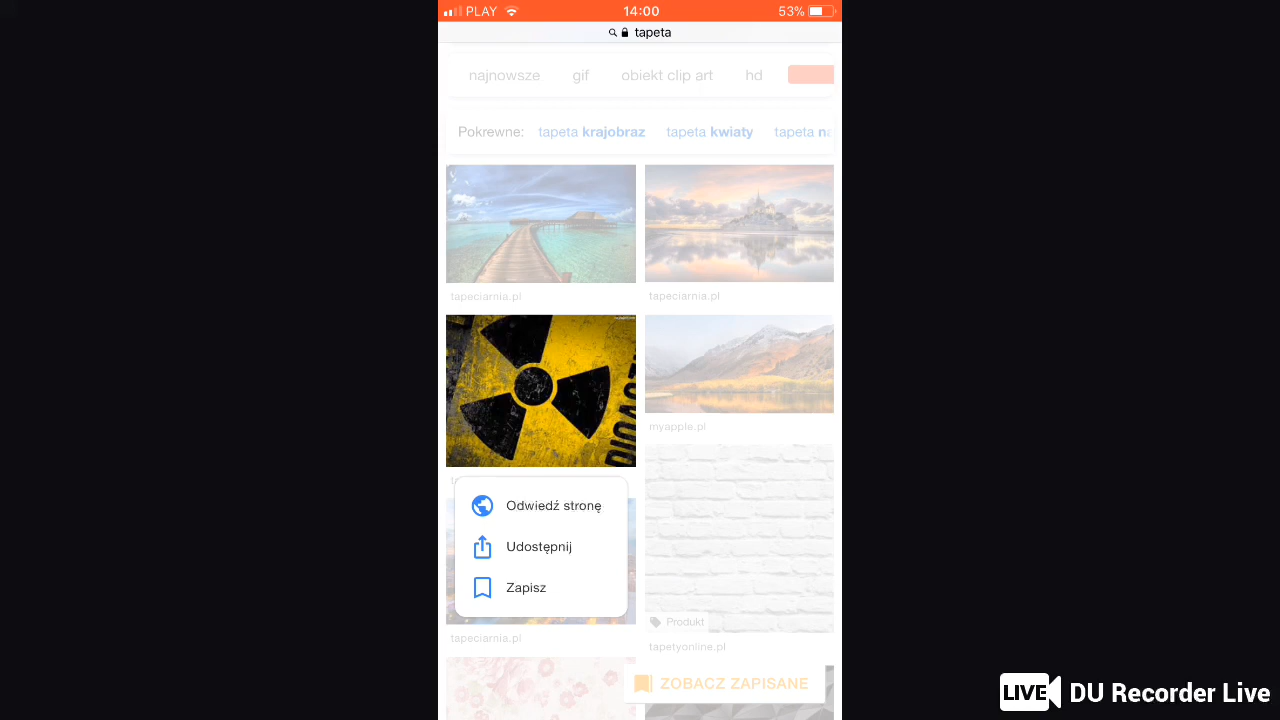 PLAY 14:00 53%
tapeta
najnowsze gif obiekt clip art hd
Pokrewne: tapeta krajobraz tapeta kwiaty tapeta
tapeciarnia.pl tapeciarnia.pl
myapple.pl
Odwiedź stronę
Udostępnij
Zapisz
Produkt
tapeciarnia.pl tapetyonline.pl
ZOBACZ ZAPISANE
LIVE DU Recorder Live